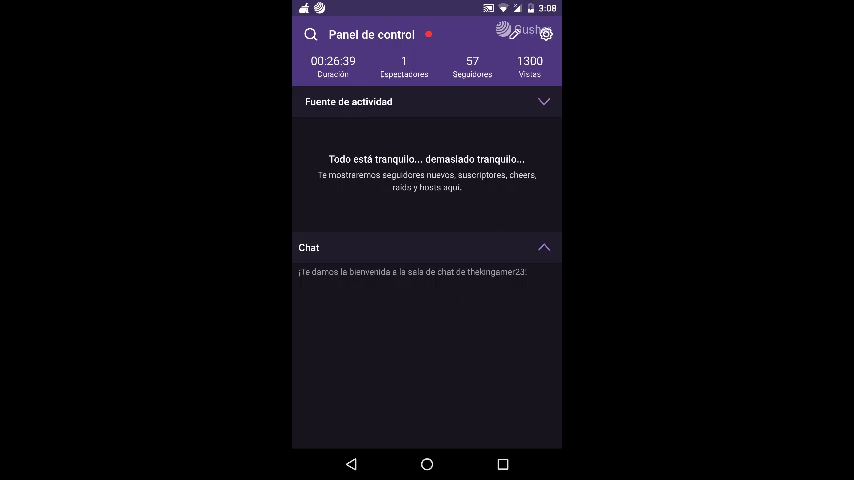 3:08
Panel de control
Gusher
00:26:39 1 57 1300
Duración Espectadores Seguidores Vistas
Fuente de actividad
Todo está tranquilo... demasiado tranquilo...
Te mostraremos seguidores nuevos, suscriptores, cheers,
raids y hosts aquí.
Chat
¡Te damos la bienvenida a la sala de chat de thekingamer23!